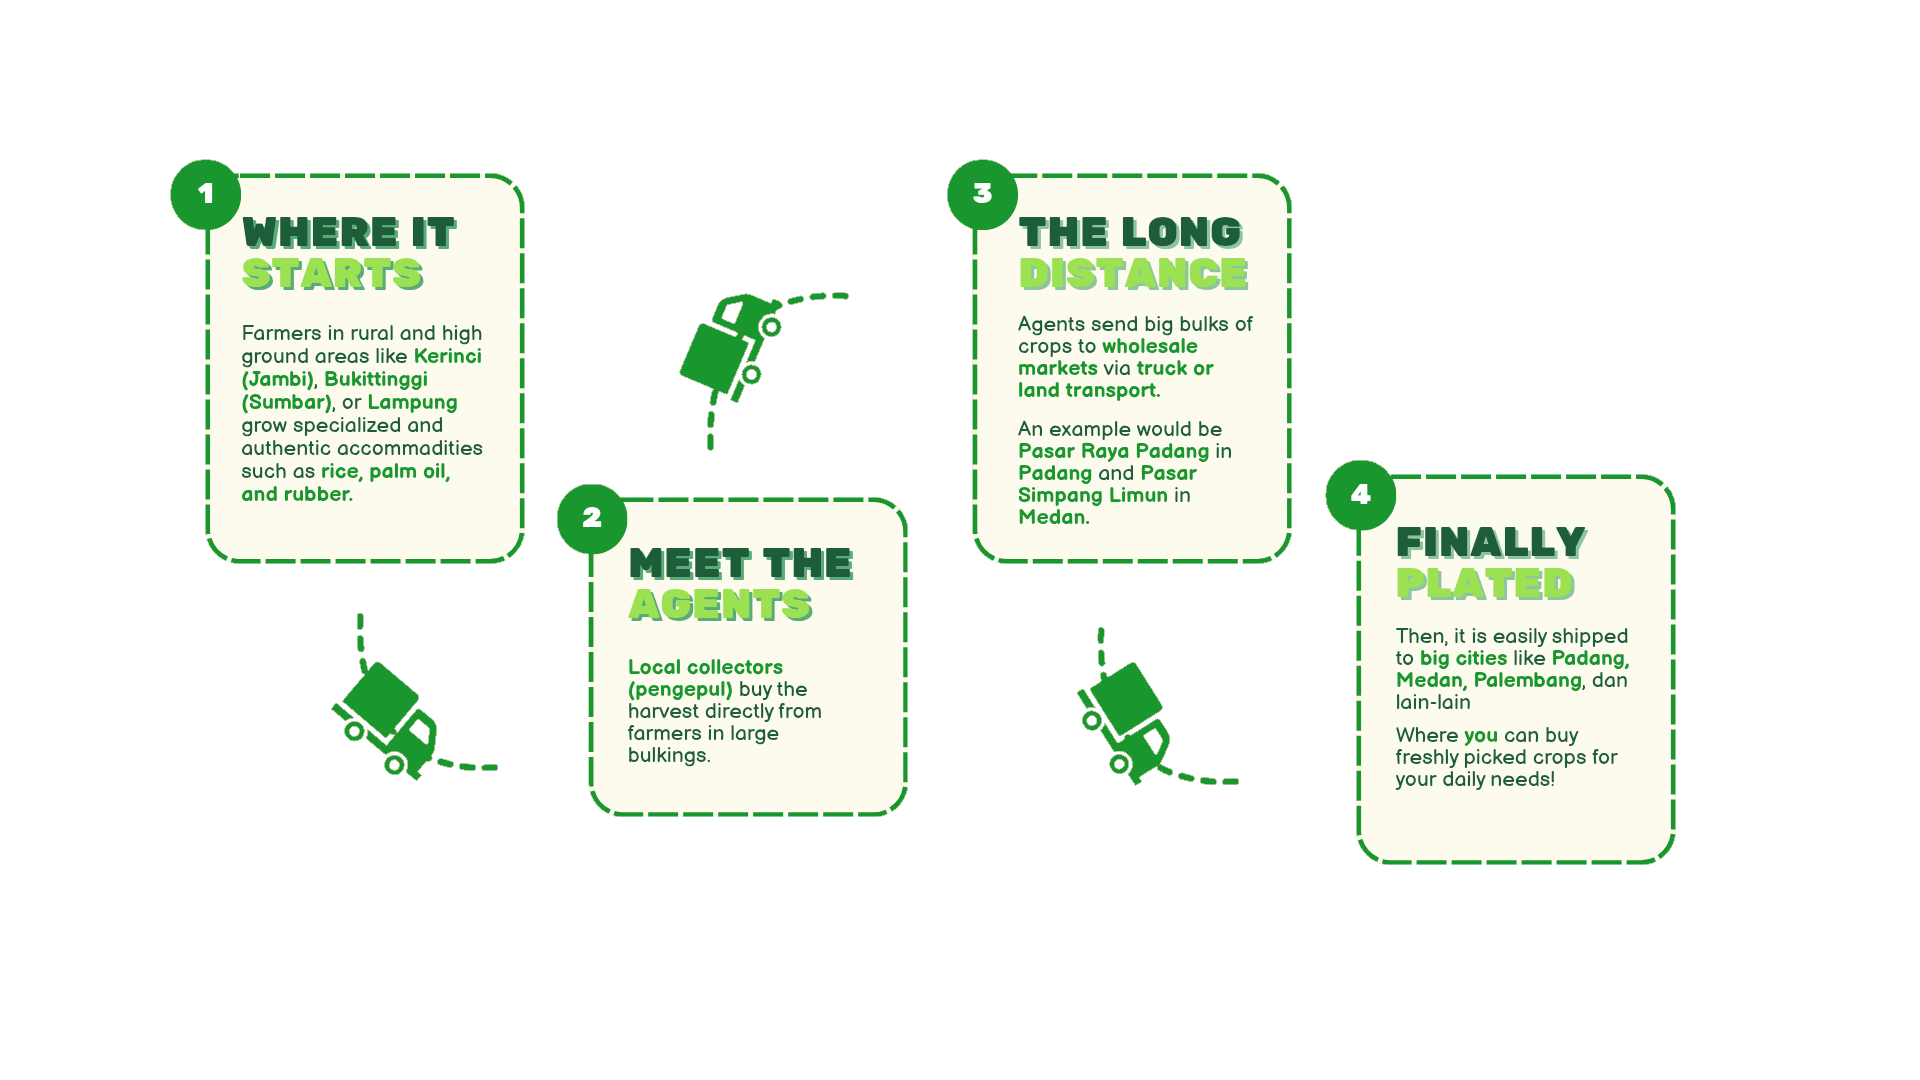 1
WHERE IT
STARTS
Farmers in rural and high
ground areas like Kerinci
(Jambi), Bukittinggi
(Sumbar), or Lampung
grow specialized and
authentic accommadities
such as rice, palm oil,
and rubber.
2
MEET THE
AGENTS
Local collectors
(pengepul) buy the
harvest directly from
farmers in large
bulkings.
3
THE LONG
DISTANCE
Agents send big bulks of
crops to wholesale
markets via truck or
land transport.
An example would be
Pasar Raya Padang in
Padang and Pasar
Simpang Limun in
Medan.
4
FINALLY
PLATED
Then, it is easily shipped
to big cities like Padang,
Medan, Palembang, dan
lain-lain
Where you can buy
freshly picked crops for
your daily needs!